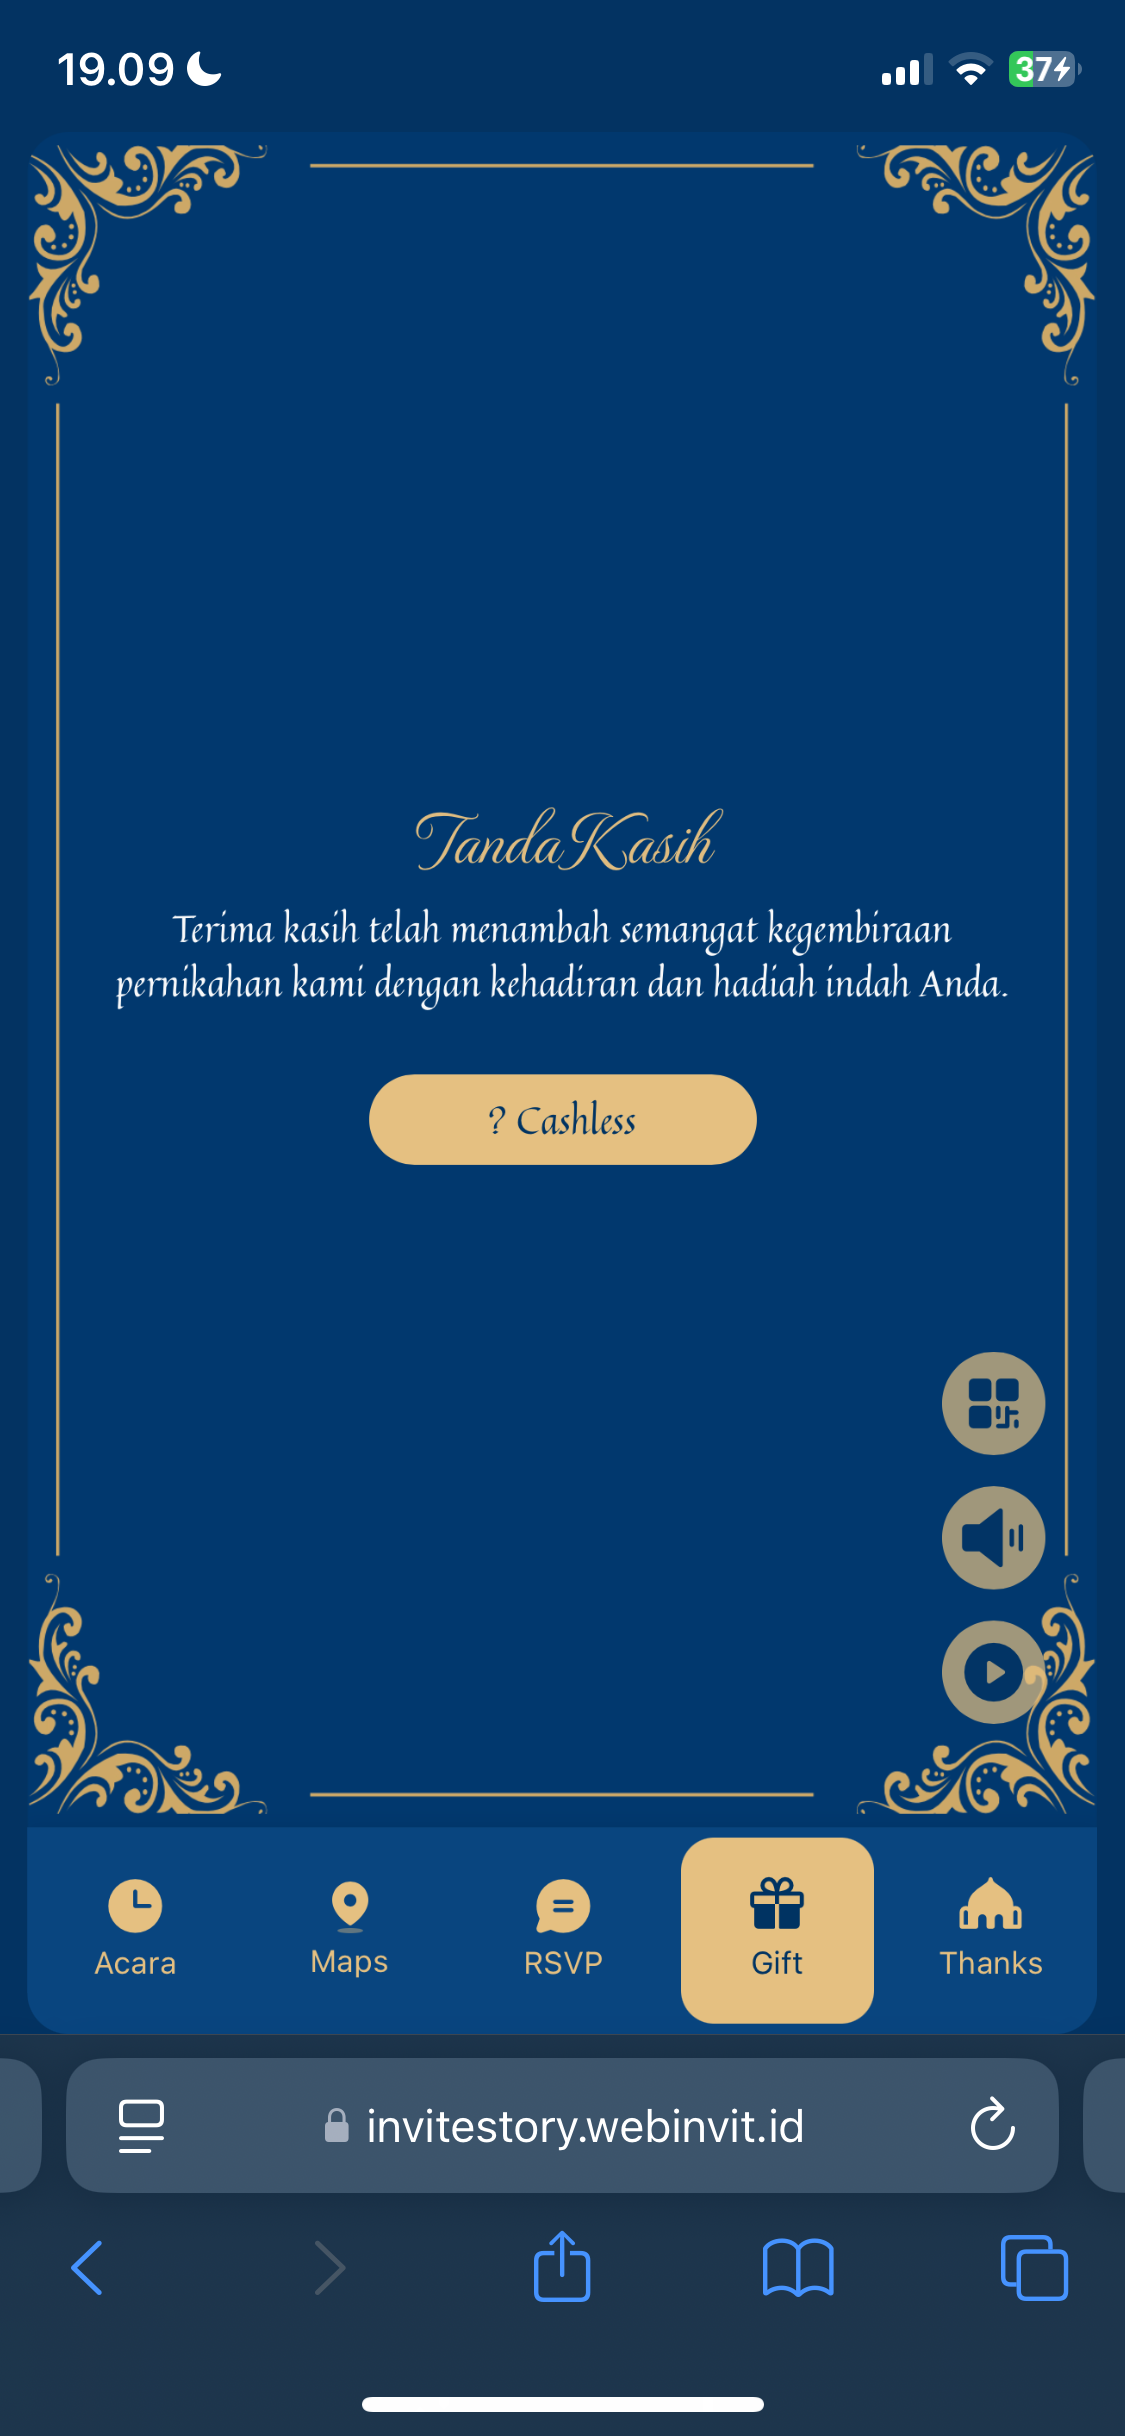 19.09
37
Tanda Kasih
Terima kasih telah menambah semangat kegembiraan
pernikahan kami dengan kehadiran dan hadiah indah Anda.
? Cashless
Acara
Maps
RSVP
Gift
Thanks
invitestory.webinvit.id